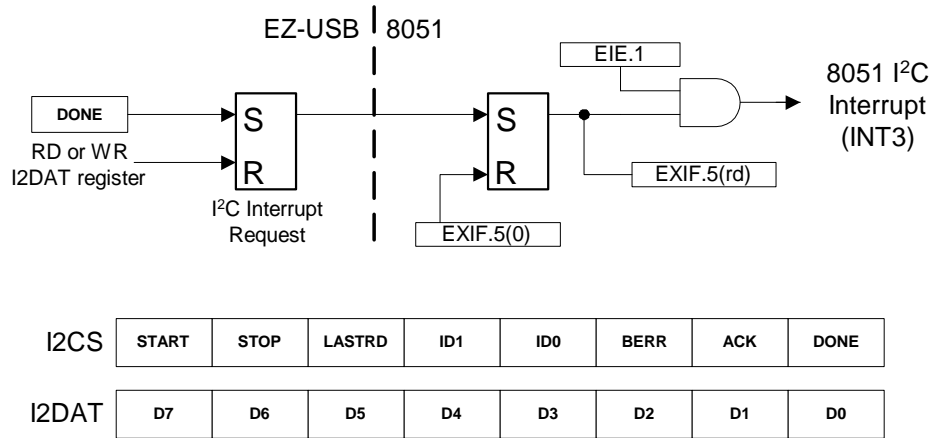 EZ-USB 8051
EIE.1
8051 I²C
Interrupt
(INT3)
DONE
S
R
S
R
RD or WR
I2DAT register
EXIF.5(rd)
I²C Interrupt
Request
EXIF.5(0)
I2CS START STOP LASTRD ID1 ID0 BERR ACK DONE
I2DAT D7 D6 D5 D4 D3 D2 D1 D0